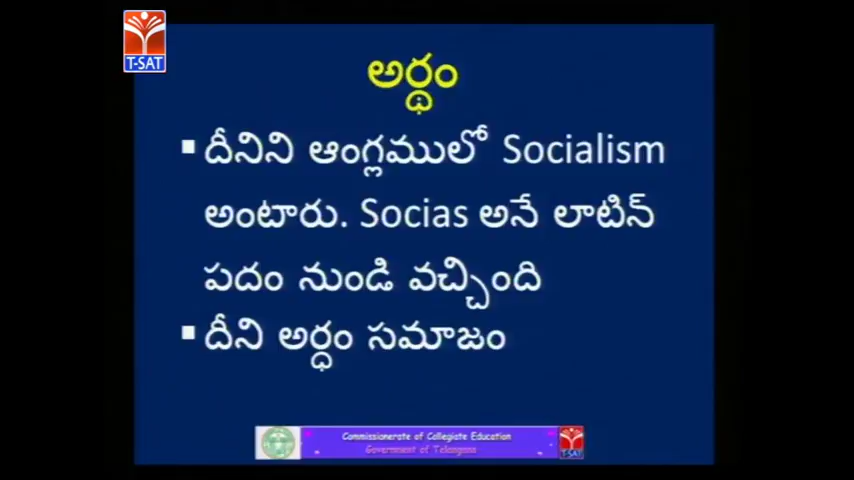 T-SAT
అర్థం
దీనిని ఆంగ్లములో Socialism
అంటారు. Socias అనే లాటిన్
పదం నుండి వచ్చింది
దీని అర్ధం సమాజం
Commissionerate of Collegiate Education
Government of Telangana
T-SAT